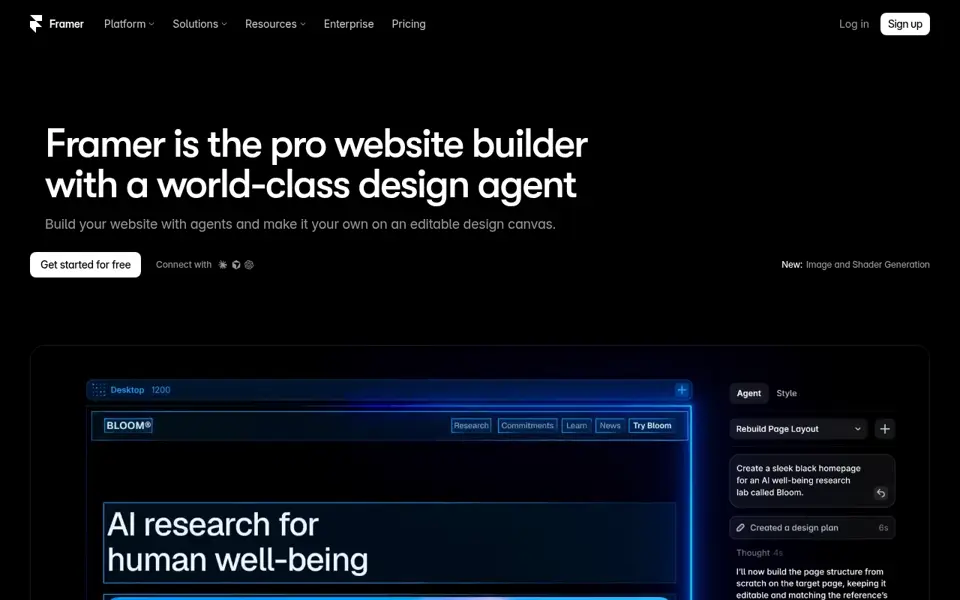 Framer
Platform
Solutions
Resources
Enterprise
Pricing
Log in
Sign up
Framer is the pro website builder
with a world-class design agent
Build your website with agents and make it your own on an editable design canvas.
Get started for free
Connect with
New: Image and Shader Generation
Desktop 1200
BLOOM®
Research
Commitments
Learn
News
Try Bloom
AI research for
human well-being
Agent
Style
Rebuild Page Layout
Create a sleek black homepage
for an AI well-being research
lab called Bloom.
Created a design plan 6s
Thought 4s
I'll now build the page structure from
scratch on the target page, keeping it
editable and matching the reference's